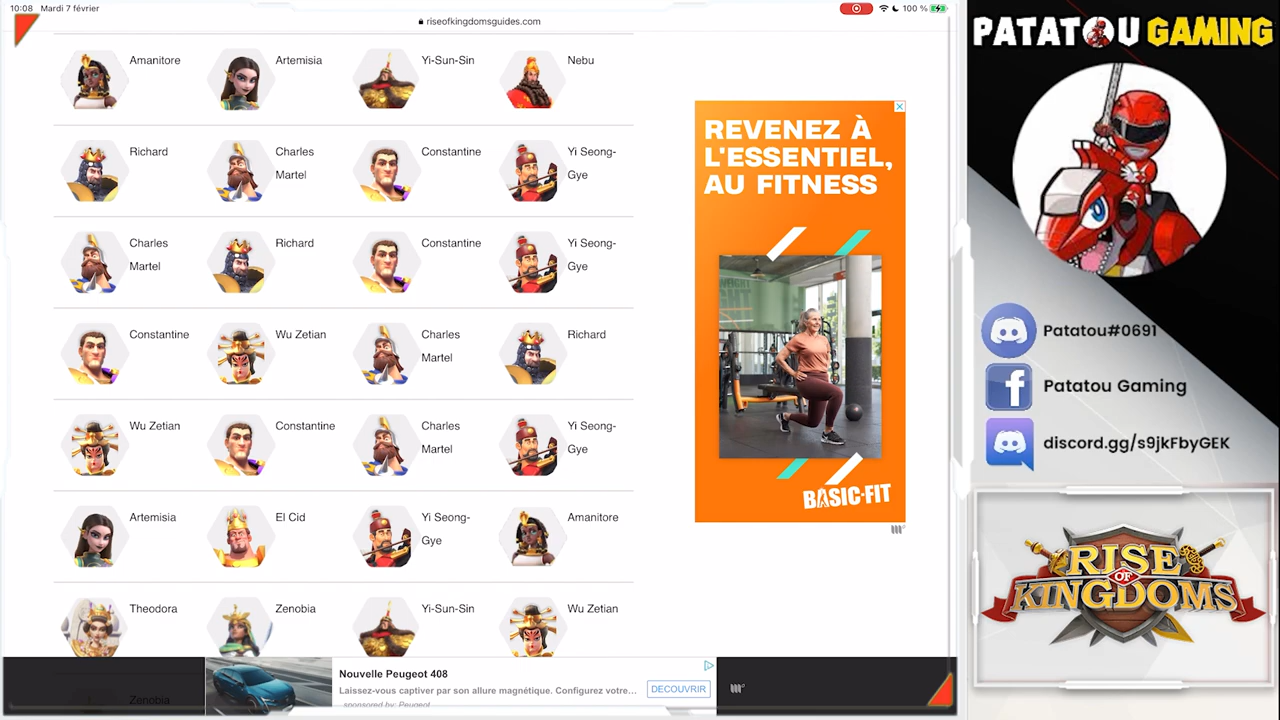 10:08 Mardi 7 février
riseofkingdomsguides.com
100 %
Amanitore
Artemisia
Yi-Sun-Sin
Nebu
Richard
Charles
Martel
Constantine
Yi Seong-
Gye
Charles
Martel
Richard
Constantine
Yi Seong-
Gye
Constantine
Wu Zetian
Charles
Martel
Richard
Wu Zetian
Constantine
Charles
Martel
Yi Seong-
Gye
Artemisia
El Cid
Yi Seong-
Gye
Amanitore
Theodora
Zenobia
Yi-Sun-Sin
Wu Zetian
Zenobia
REVENEZ À
L'ESSENTIEL,
AU FITNESS
BASIC-FIT
Nouvelle Peugeot 408
Laissez-vous captiver par son allure magnétique. Configurez votre...
sponsored by: Peugeot
DECOUVRIR
PATATOU GAMING
Patatou#0691
Patatou Gaming
discord.gg/s9jkFbyGEK
RISE
OF
KINGDOMS